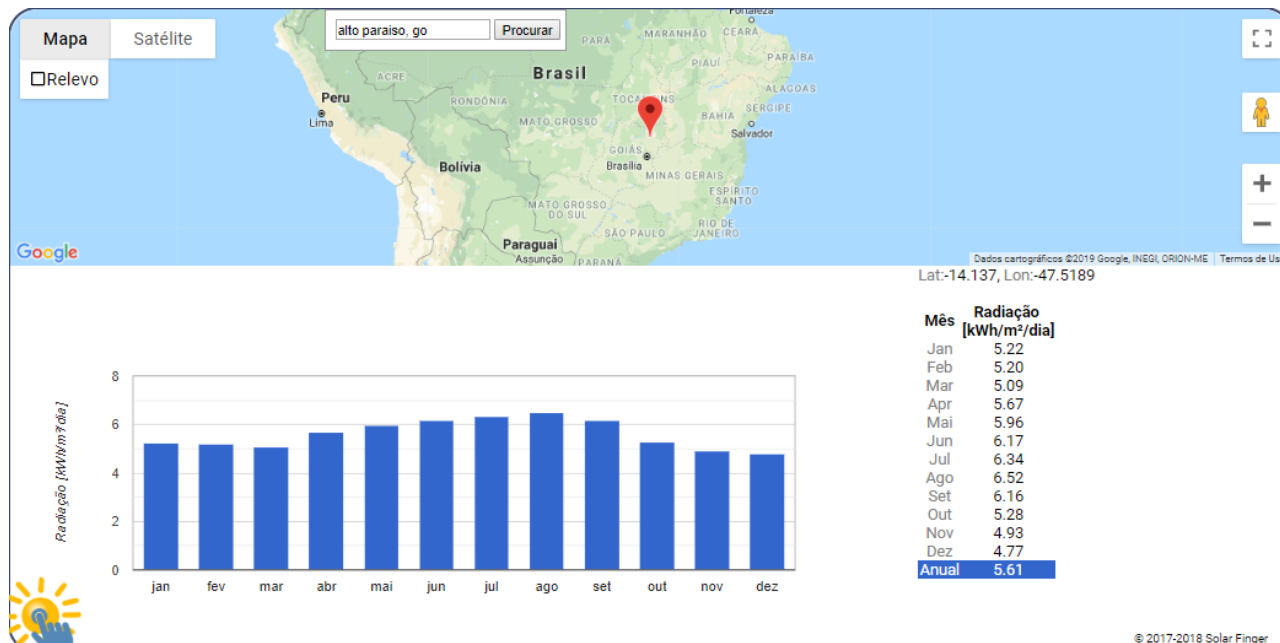 Mapa Satélite
Relevo
alto paraiso, go Procurar
Fortaleza
PARÁ MARANHÃO CEARÁ
PARAÍBA
PIAUÍ
ACRE
Brasil
ALAGOAS
Peru
RONDÔNIA
TOCANTINS
SERGIPE
Lima
MATO GROSSO
BAHIA
Salvador
GOIÁS
Bolívia
Brasília
MINAS GERAIS
ESPÍRITO
SANTO
MATO GROSSO
DO SUL
RIO DE
JANEIRO
SÃO PAULO
Paraguai
Assunção
PARANÁ
Google
Dados cartográficos ©2019 Google, INEGI, ORION-ME Termos de Us
Lat:-14.137, Lon:-47.5189
Mês Radiação
[kWh/m²/dia]
Jan 5.22
Feb 5.20
Mar 5.09
Apr 5.67
Mai 5.96
Jun 6.17
Jul 6.34
Ago 6.52
Set 6.16
Out 5.28
Nov 4.93
Dez 4.77
Anual 5.61
Radiação [kWh/m²/dia]
8
6
4
2
0
jan fev mar abr mai jun jul ago set out nov dez
© 2017-2018 Solar Finger